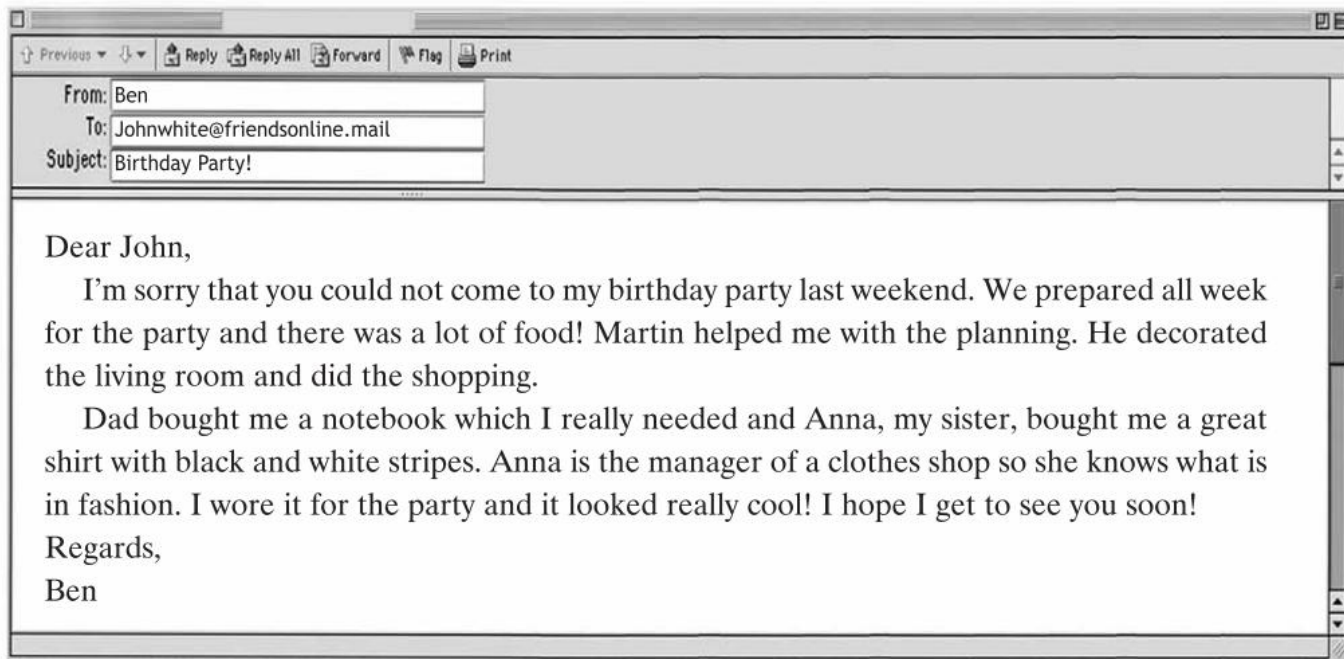 Previous Reply Reply All Forward Flag Print
From: Ben
To: Johnwhite@friendsonline.mail
Subject: Birthday Party!
Dear John,
I'm sorry that you could not come to my birthday party last weekend. We prepared all week
for the party and there was a lot of food! Martin helped me with the planning. He decorated
the living room and did the shopping.
Dad bought me a notebook which I really needed and Anna, my sister, bought me a great
shirt with black and white stripes. Anna is the manager of a clothes shop so she knows what is
in fashion. I wore it for the party and it looked really cool! I hope I get to see you soon!
Regards,
Ben